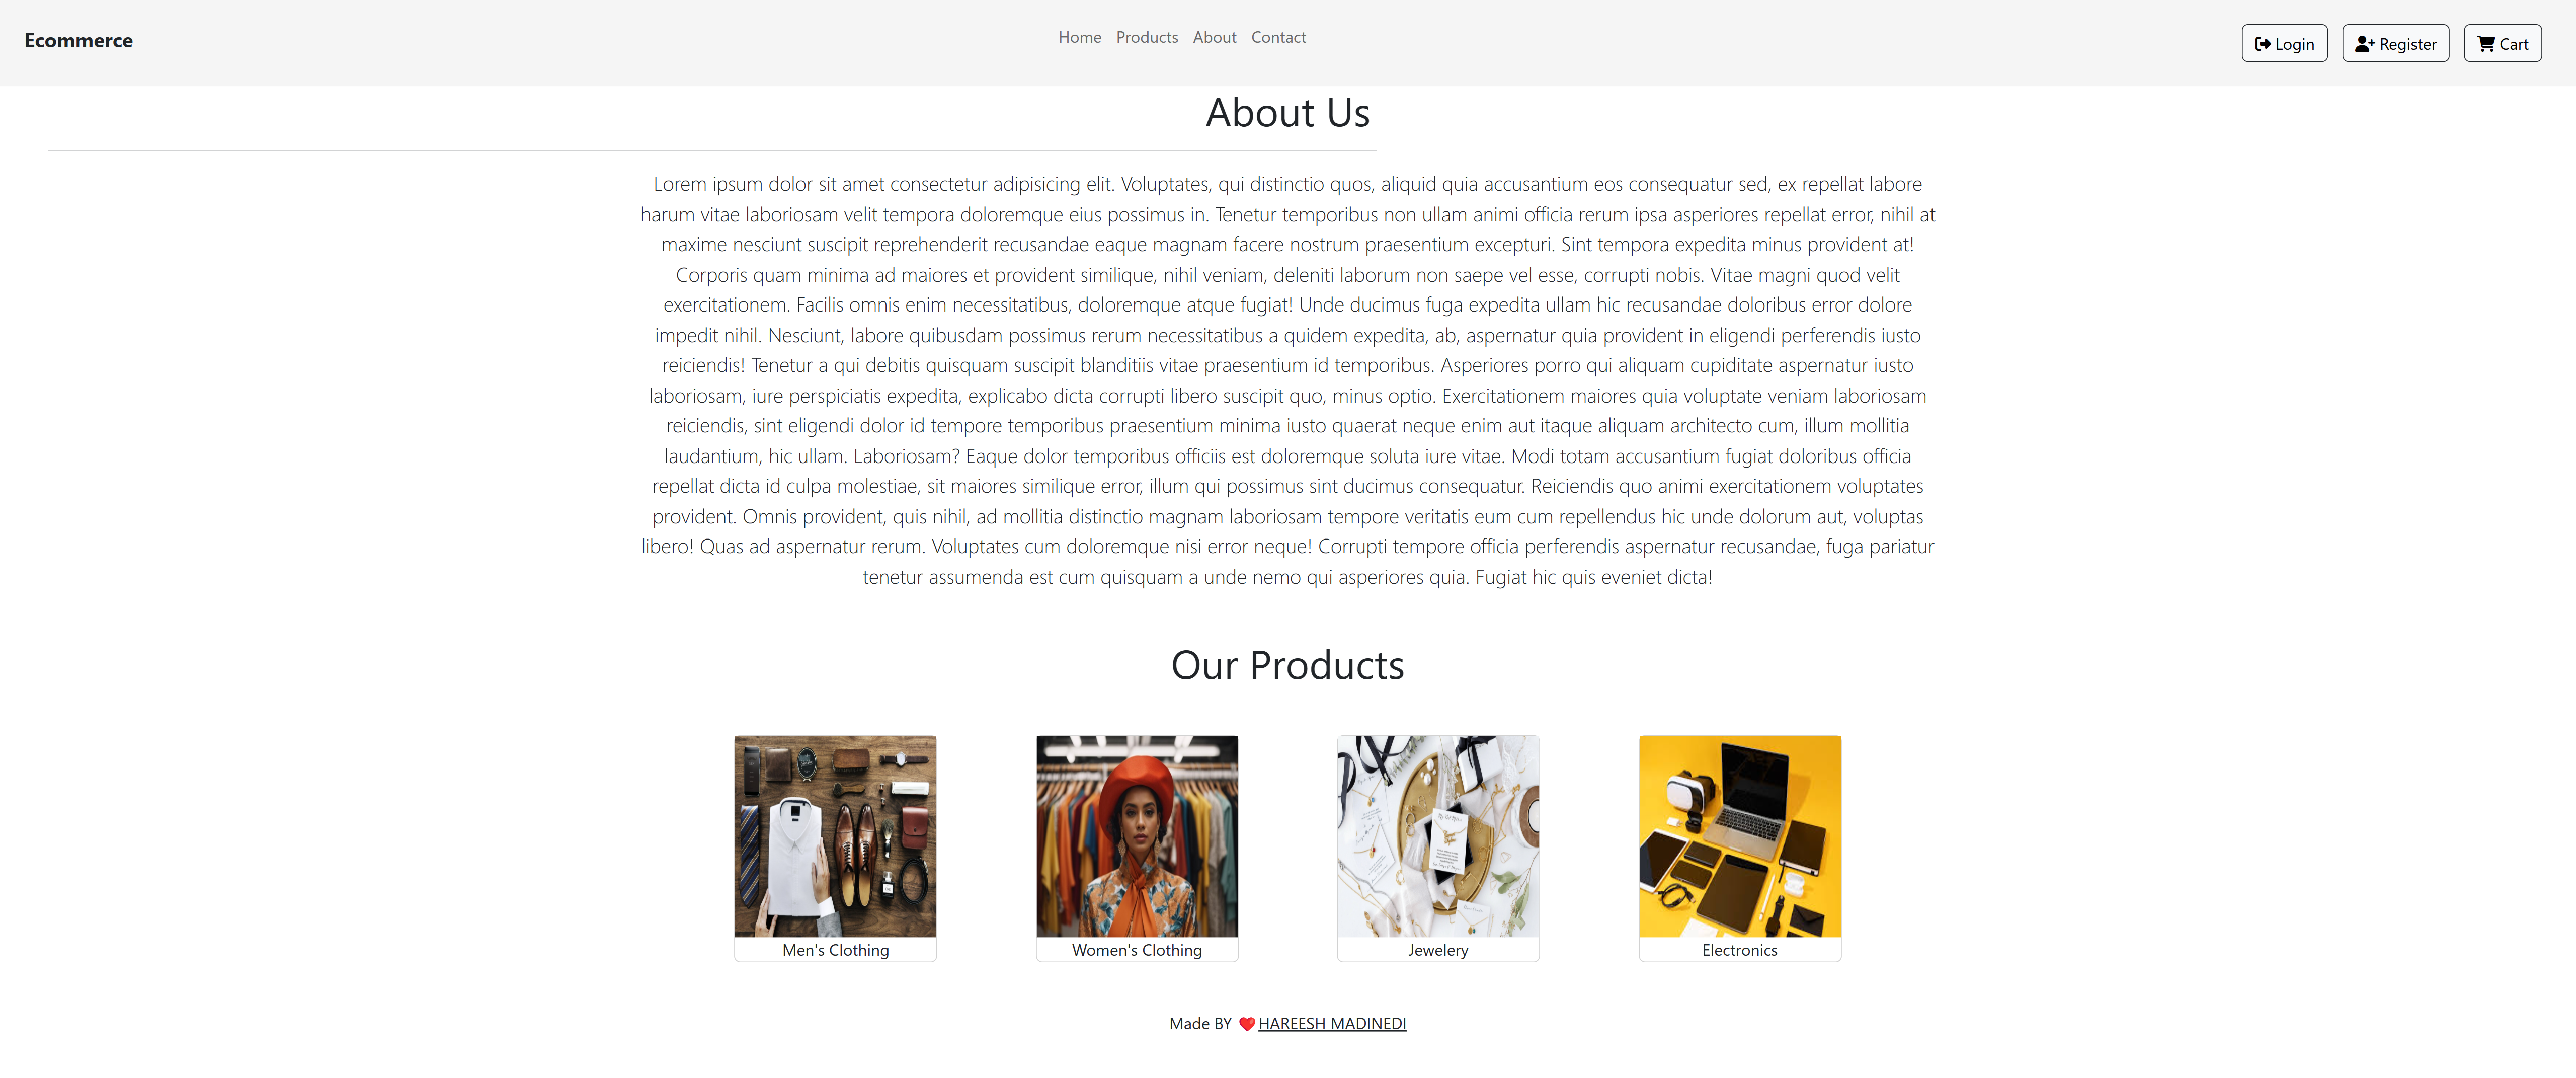 Ecommerce
Home Products About Contact
Login Register Cart
About Us
Lorem ipsum dolor sit amet consectetur adipisicing elit. Voluptates, qui distinctio quos, aliquid quia accusantium eos consequatur sed, ex repellat labore
harum vitae laboriosam velit tempora doloremque eius possimus in. Tenetur temporibus non ullam animi officia rerum ipsa asperiores repellat error, nihil at
maxime nesciunt suscipit reprehenderit recusandae eaque magnam facere nostrum praesentium excepturi. Sint tempora expedita minus provident at!
Corporis quam minima ad maiores et provident similique, nihil veniam, deleniti laborum non saepe vel esse, corrupti nobis. Vitae magni quod velit
exercitationem. Facilis omnis enim necessitatibus, doloremque atque fugiat! Unde ducimus fuga expedita ullam hic recusandae doloribus error dolore
impedit nihil. Nesciunt, labore quibusdam possimus rerum necessitatibus a quidem expedita, ab, aspernatur quia provident in eligendi perferendis iusto
reiciendis! Tenetur a qui debitis quisquam suscipit blanditiis vitae praesentium id temporibus. Asperiores porro qui aliquam cupiditate aspernatur iusto
laboriosam, iure perspiciatis expedita, explicabo dicta corrupti libero suscipit quo, minus optio. Exercitationem maiores quia voluptate veniam laboriosam
reiciendis, sint eligendi dolor id tempore temporibus praesentium minima iusto quaerat neque enim aut itaque aliquam architecto cum, illum mollitia
laudantium, hic ullam. Laboriosam? Eaque dolor temporibus officiis est doloremque soluta iure vitae. Modi totam accusantium fugiat doloribus officia
repellat dicta id culpa molestiae, sit maiores similique error, illum qui possimus sint ducimus consequatur. Reiciendis quo animi exercitationem voluptates
provident. Omnis provident, quis nihil, ad mollitia distinctio magnam laboriosam tempore veritatis eum cum repellendus hic unde dolorum aut, voluptas
libero! Quas ad aspernatur rerum. Voluptates cum doloremque nisi error neque! Corrupti tempore officia perferendis aspernatur recusandae, fuga pariatur
tenetur assumenda est cum quisquam a unde nemo qui asperiores quia. Fugiat hic quis eveniet dicta!
Our Products
Men's Clothing
Women's Clothing
Jewelery
Electronics
Made BY ❤️HAREESH MADINEDI